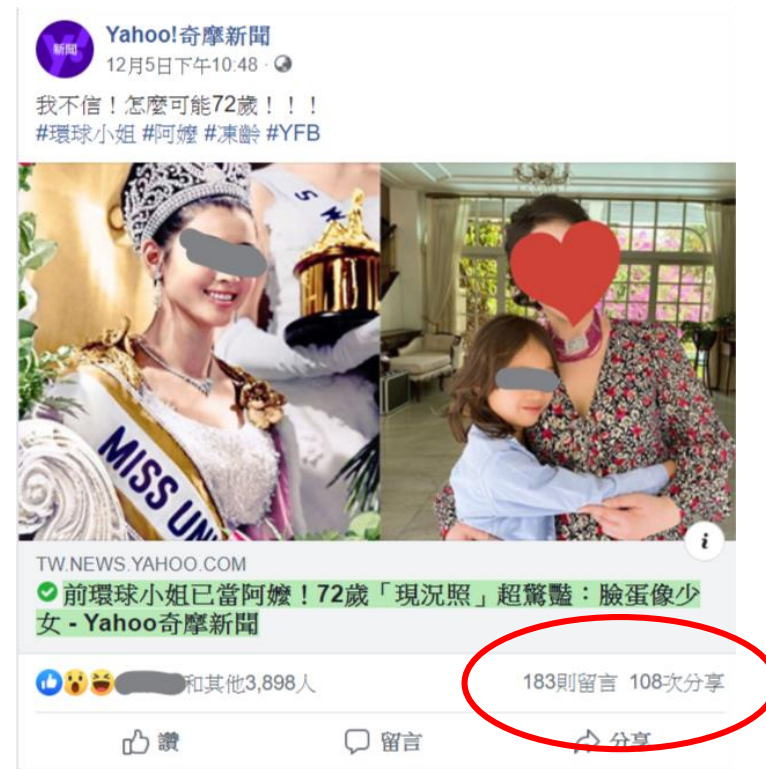 新聞
Yahoo!奇摩新聞
12月5日下午10:48 ·
我不信！怎麼可能72歲！！！
#環球小姐 #阿嬤 #凍齡 #YFB
MISS UN
i
TW.NEWS.YAHOO.COM
前環球小姐已當阿嬤！72歲「現況照」超驚豔：臉蛋像少
女 - Yahoo奇摩新聞
和其他3,898人
183則留言 108次分享
讚 留言 分享